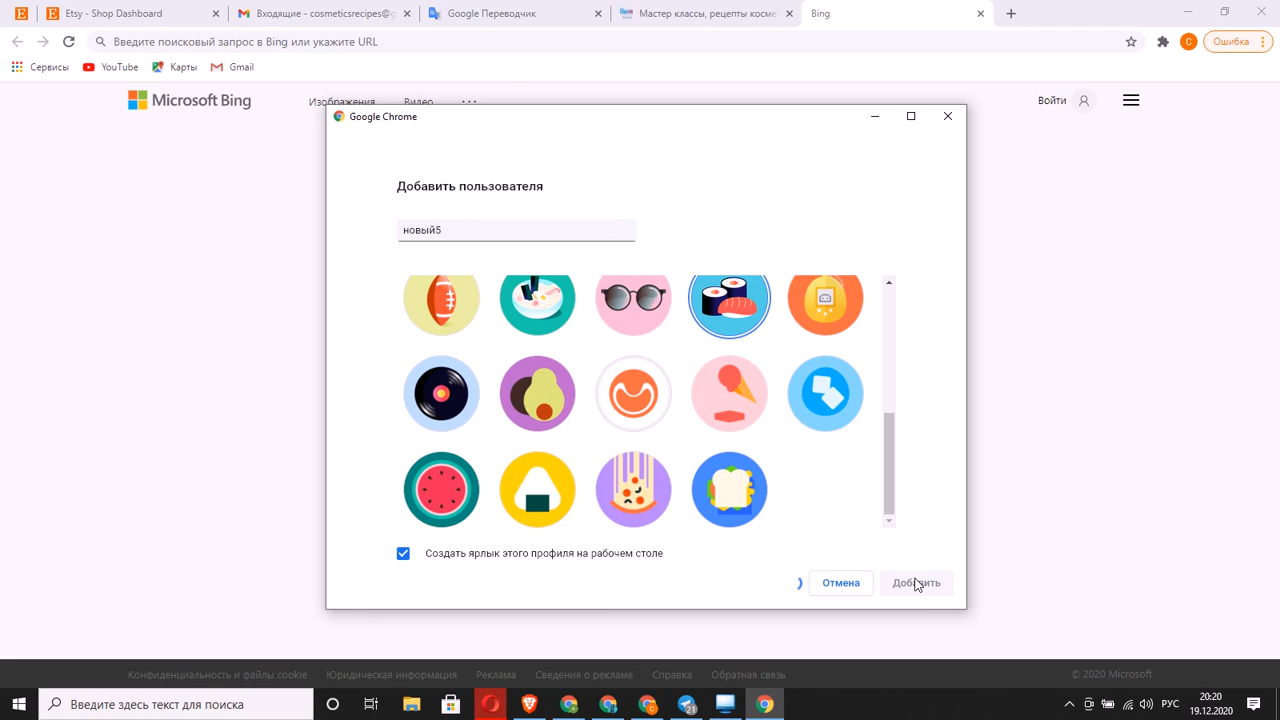 Etsy - Shop Dashboard
Входящие - cosmeticsrecipes@g
Google Переводчик
Мастер классы, рецепты косме
Bing
Введите поисковый запрос в Bing или укажите URL
С
Ошибка
Сервисы
YouTube
Карты
Gmail
Microsoft Bing
Изображения
Видео
Войти
Google Chrome
Добавить пользователя
новый5
Создать ярлык этого профиля на рабочем столе
Отмена
Добавить
Конфиденциальность и файлы cookie
Юридическая информация
Реклама
Сведения о рекламе
Справка
Обратная связь
© 2020 Microsoft
Введите здесь текст для поиска
21
РУС
20:20
19.12.2020